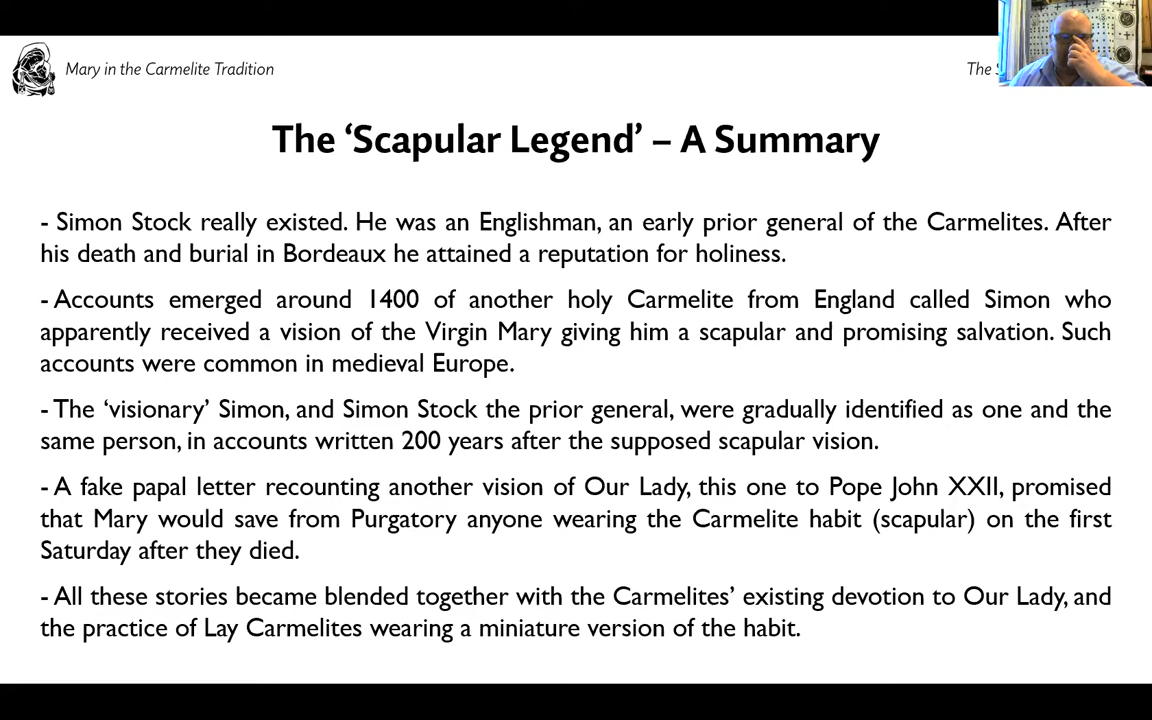 Mary in the Carmelite Tradition
The
The ‘Scapular Legend’ – A Summary
- Simon Stock really existed. He was an Englishman, an early prior general of the Carmelites. After
his death and burial in Bordeaux he attained a reputation for holiness.
- Accounts emerged around 1400 of another holy Carmelite from England called Simon who
apparently received a vision of the Virgin Mary giving him a scapular and promising salvation. Such
accounts were common in medieval Europe.
- The ‘visionary’ Simon, and Simon Stock the prior general, were gradually identified as one and the
same person, in accounts written 200 years after the supposed scapular vision.
- A fake papal letter recounting another vision of Our Lady, this one to Pope John XXII, promised
that Mary would save from Purgatory anyone wearing the Carmelite habit (scapular) on the first
Saturday after they died.
- All these stories became blended together with the Carmelites’ existing devotion to Our Lady, and
the practice of Lay Carmelites wearing a miniature version of the habit.